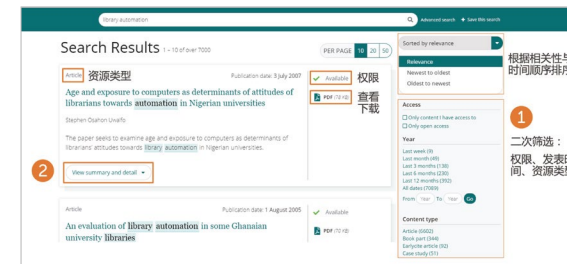 library automation
Advanced search + Save this search
Search Results 1 – 10 of over 7000
PER PAGE 10 20 50
Article 资源类型
Publication date: 3 July 2007
Available 权限
Age and exposure to computers as determinants of attitudes of
librarians towards automation in Nigerian universities
PDF (78 KB) 查看
下载
Stephen Osahon Uwaifo
The paper seeks to examine age and exposure to computers as determinants of
librarians' attitudes towards library automation in Nigerian universities.
2
View summary and detail
Article
Publication date: 1 August 2005
Available
An evaluation of library automation in some Ghanaian
university libraries
PDF (70 KB)
Sorted by relevance
Relevance
Newest to oldest
Oldest to newest
根据相关性与
时间顺序排序
Access
Only content I have access to
Only open access
Year
Last week (9)
Last month (49)
Last 3 months (138)
Last 6 months (230)
Last 12 months (392)
All dates (7069)
From Year To Year Go
Content type
Article (6602)
Book part (344)
Earlycite article (92)
Case study (51)
1
二次筛选：
权限、发表时
间、资源类型